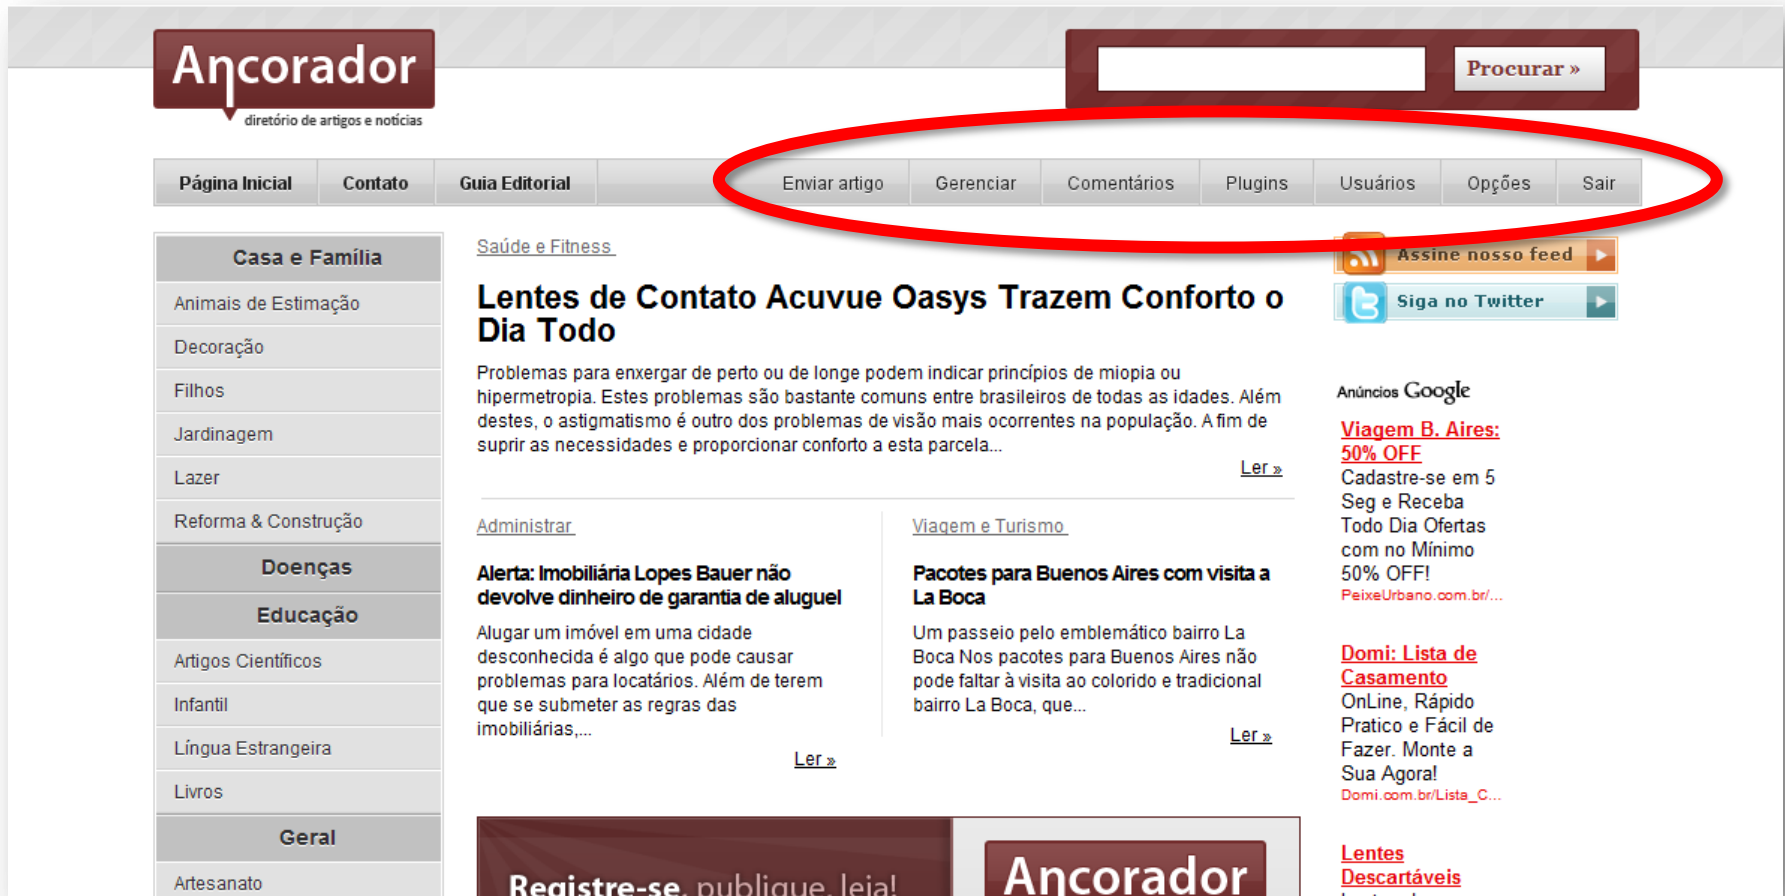 Ancorador
diretório de artigos e notícias
Procurar »
Página Inicial
Contato
Guia Editorial
Enviar artigo
Gerenciar
Comentários
Plugins
Usuários
Opções
Sair
Casa e Família
Animais de Estimação
Decoração
Filhos
Jardinagem
Lazer
Reforma & Construção
Doenças
Educação
Artigos Científicos
Infantil
Língua Estrangeira
Livros
Geral
Artesanato
Saúde e Fitness
Lentes de Contato Acuvue Oasys Trazem Conforto o
Dia Todo
Problemas para enxergar de perto ou de longe podem indicar princípios de miopia ou
hipermetropia. Estes problemas são bastante comuns entre brasileiros de todas as idades. Além
destes, o astigmatismo é outro dos problemas de visão mais ocorrentes na população. A fim de
suprir as necessidades e proporcionar conforto a esta parcela...
Ler »
Administrar
Alerta: Imobiliária Lopes Bauer não
devolve dinheiro de garantia de aluguel
Alugar um imóvel em uma cidade
desconhecida é algo que pode causar
problemas para locatários. Além de terem
que se submeter as regras das
imobiliárias,...
Ler »
Viagem e Turismo
Pacotes para Buenos Aires com visita a
La Boca
Um passeio pelo emblemático bairro La
Boca Nos pacotes para Buenos Aires não
pode faltar à visita ao colorido e tradicional
bairro La Boca, que...
Ler »
Registre-se, publique, leia!
Ancorador
Assine nosso feed
Siga no Twitter
Anúncios Google
Viagem B. Aires:
50% OFF
Cadastre-se em 5
Seg e Receba
Todo Dia Ofertas
com no Mínimo
50% OFF!
PeixeUrbano.com.br/...
Domi: Lista de
Casamento
OnLine, Rápido
Pratico e Fácil de
Fazer. Monte a
Sua Agora!
Domi.com.br/Lista_C...
Lentes
Descartáveis